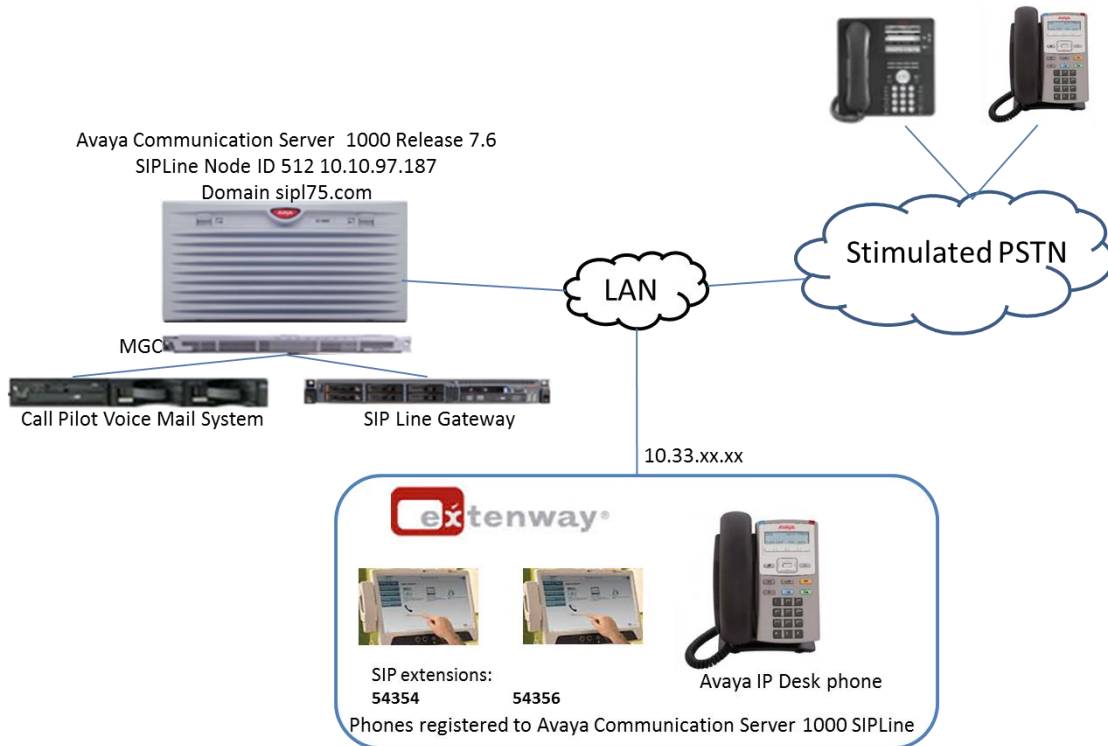 Avaya Communication Server 1000 Release 7.6
SIPLine Node ID 512 10.10.97.187
Domain sipl75.com
AVAYA
Stimulated PSTN
LAN
MGC
Call Pilot Voice Mail System
SIP Line Gateway
10.33.xx.xx
extenway®
SIP extensions:
54354
54356
Avaya IP Desk phone
Phones registered to Avaya Communication Server 1000 SIPLine